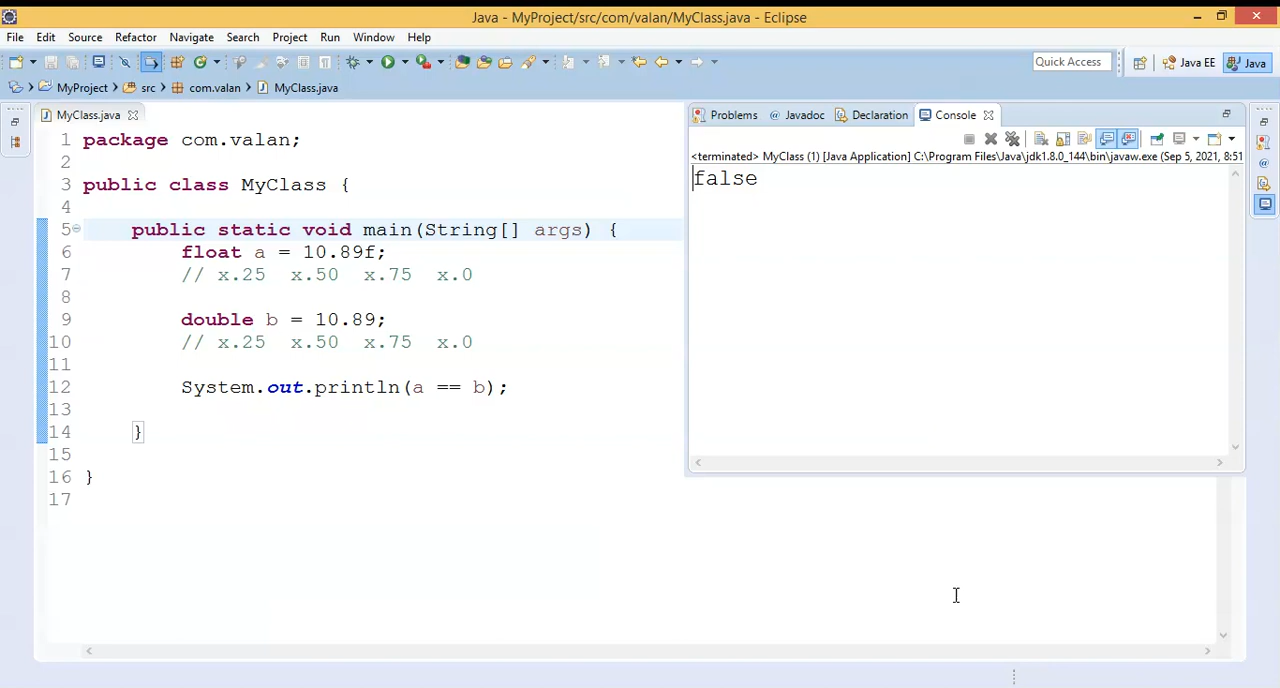 Java - MyProject/src/com/valan/MyClass.java - Eclipse
File Edit Source Refactor Navigate Search Project Run Window Help
Quick Access Java EE Java
MyProject src com.valan MyClass.java
MyClass.java
Problems @ Javadoc Declaration Console
<terminated> MyClass (1) [Java Application] C:\Program Files\Java\jdk1.8.0_144\bin\javaw.exe (Sep 5, 2021, 8:51
false
1 package com.valan;
2
3 public class MyClass {
4
5 public static void main(String[] args) {
6 float a = 10.89f;
7 // x.25 x.50 x.75 x.0
8
9 double b = 10.89;
10 // x.25 x.50 x.75 x.0
11
12 System.out.println(a == b);
13
14 }
15
16 }
17